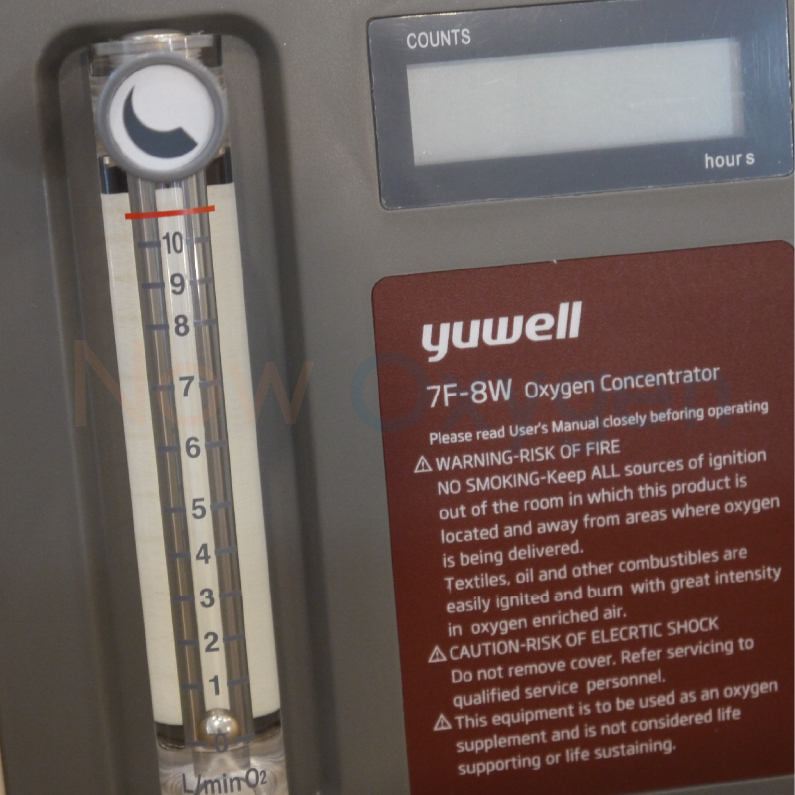 COUNTS
hours
10
9
8
7
6
5
4
3
2
1
0
L/minO2
yuwell
7F-8W Oxygen Concentrator
Please read User's Manual closely beforing operating
⚠ WARNING-RISK OF FIRE
NO SMOKING-Keep ALL sources of ignition
out of the room in which this product is
located and away from areas where oxygen
is being delivered.
Textiles, oil and other combustibles are
easily ignited and burn with great intensity
in oxygen enriched air.
⚠ CAUTION-RISK OF ELECRTIC SHOCK
Do not remove cover. Refer servicing to
qualified service personnel.
⚠ This equipment is to be used as an oxygen
supplement and is not considered life
supporting or life sustaining.
Now Oxygen